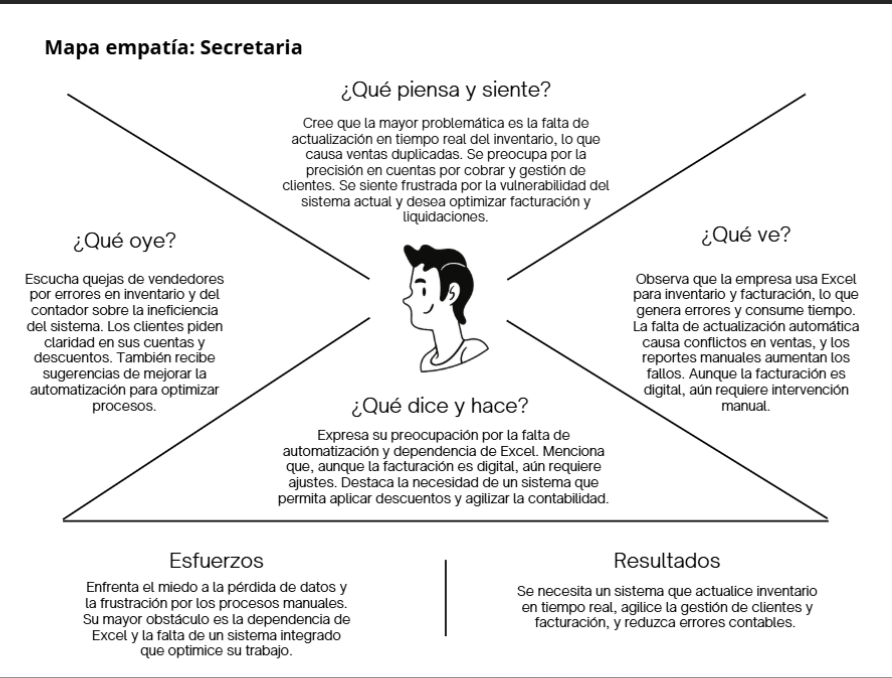 Mapa empatía: Secretaria
¿Qué piensa y siente?
Cree que la mayor problemática es la falta de
actualización en tiempo real del inventario, lo que
causa ventas duplicadas. Se preocupa por la
precisión en cuentas por cobrar y gestión de
clientes. Se siente frustrada por la vulnerabilidad del
sistema actual y desea optimizar facturación y
liquidaciones.
¿Qué oye?
Escucha quejas de vendedores
por errores en inventario y del
contador sobre la ineficiencia
del sistema. Los clientes piden
claridad en sus cuentas y
descuentos. También recibe
sugerencias de mejorar la
automatización para optimizar
procesos.
¿Qué ve?
Observa que la empresa usa Excel
para inventario y facturación, lo que
genera errores y consume tiempo.
La falta de actualización automática
causa conflictos en ventas, y los
reportes manuales aumentan los
fallos. Aunque la facturación es
digital, aún requiere intervención
manual.
¿Qué dice y hace?
Expresa su preocupación por la falta de
automatización y dependencia de Excel. Menciona
que, aunque la facturación es digital, aún requiere
ajustes. Destaca la necesidad de un sistema que
permita aplicar descuentos y agilizar la contabilidad.
Esfuerzos
Enfrenta el miedo a la pérdida de datos y
la frustración por los procesos manuales.
Su mayor obstáculo es la dependencia de
Excel y la falta de un sistema integrado
que optimice su trabajo.
Resultados
Se necesita un sistema que actualice inventario
en tiempo real, agilice la gestión de clientes y
facturación, y reduzca errores contables.